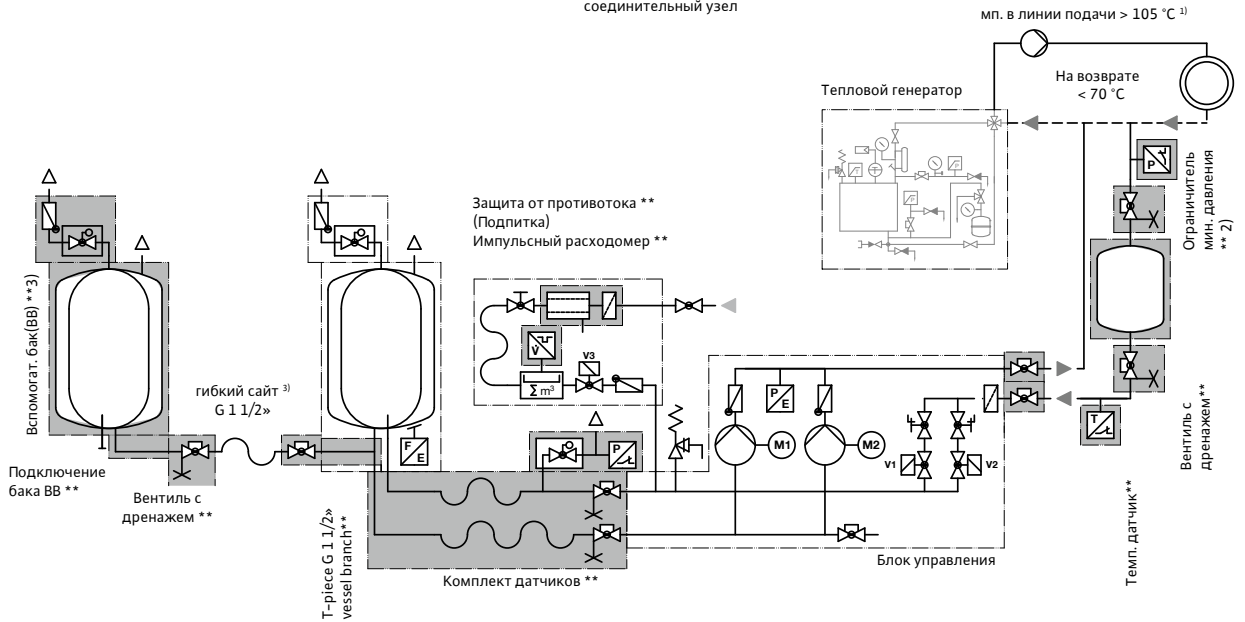 соединительный узел
мп. в линии подачи > 105 °C ¹⁾
На возврате
< 70 °C
Тепловой генератор
Ограничитель
мин. давления
** 2)
Защита от противотока **
(Подпитка)
Импульсный расходомер **
Вспомогат. бак(ВВ) **3)
гибкий сайт ³⁾
G 1 1/2»
V̇
V3
Σ m³
P
P
E
P
F
E
M1
M2
V1
V2
T
Подключение
бака ВВ **
Вентиль с
дренажем **
T-piece G 1 1/2»
vessel branch**
Комплект датчиков **
Блок управления
Темп. датчик**
Вентиль с
дренажем**